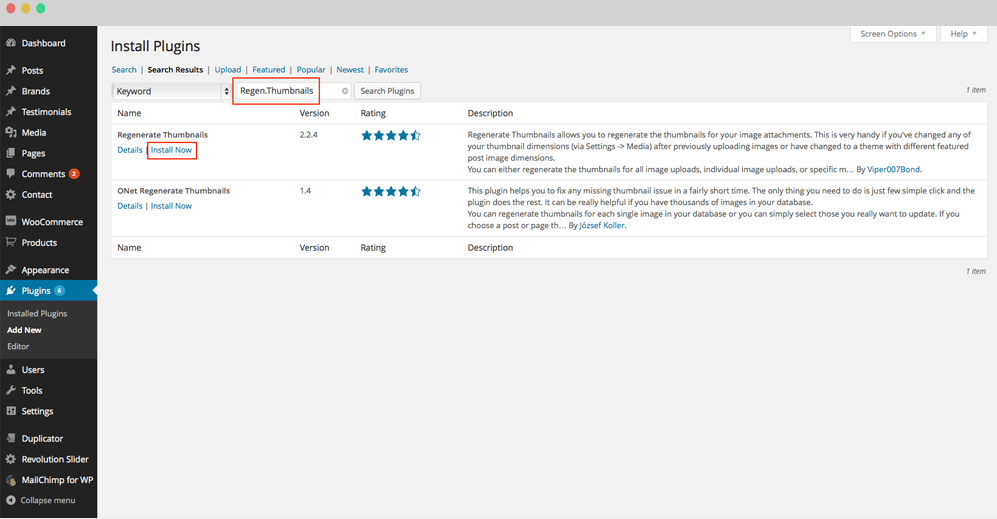 Screen Options
Help
Install Plugins
Search | Search Results | Upload | Featured | Popular | Newest | Favorites
Keyword
Regen.Thumbnails
Search Plugins
1 item
Name Version Rating Description
Regenerate Thumbnails
Details | Install Now
2.2.4
Regenerate Thumbnails allows you to regenerate the thumbnails for your image attachments. This is very handy if you've changed any of
your thumbnail dimensions (via Settings -> Media) after previously uploading images or have changed to a theme with different featured
post image dimensions.
You can either regenerate the thumbnails for all image uploads, individual image uploads, or specific m… By Viper007Bond.
ONet Regenerate Thumbnails
Details | Install Now
1.4
This plugin helps you to fix any missing thumbnail issue in a fairly short time. The only thing you need to do is just few simple click and the
plugin does the rest. It can be really helpful if you have thousands of images in your database.
You can regenerate thumbnails for each single image in your database or you can simply select those you really want to update. If you
choose a post or page th… By József Koller.
Name Version Rating Description
1 item
Dashboard
Posts
Brands
Testimonials
Media
Pages
Comments 2
Contact
WooCommerce
Products
Appearance
Plugins 6
Installed Plugins
Add New
Editor
Users
Tools
Settings
Duplicator
Revolution Slider
MailChimp for WP
Collapse menu